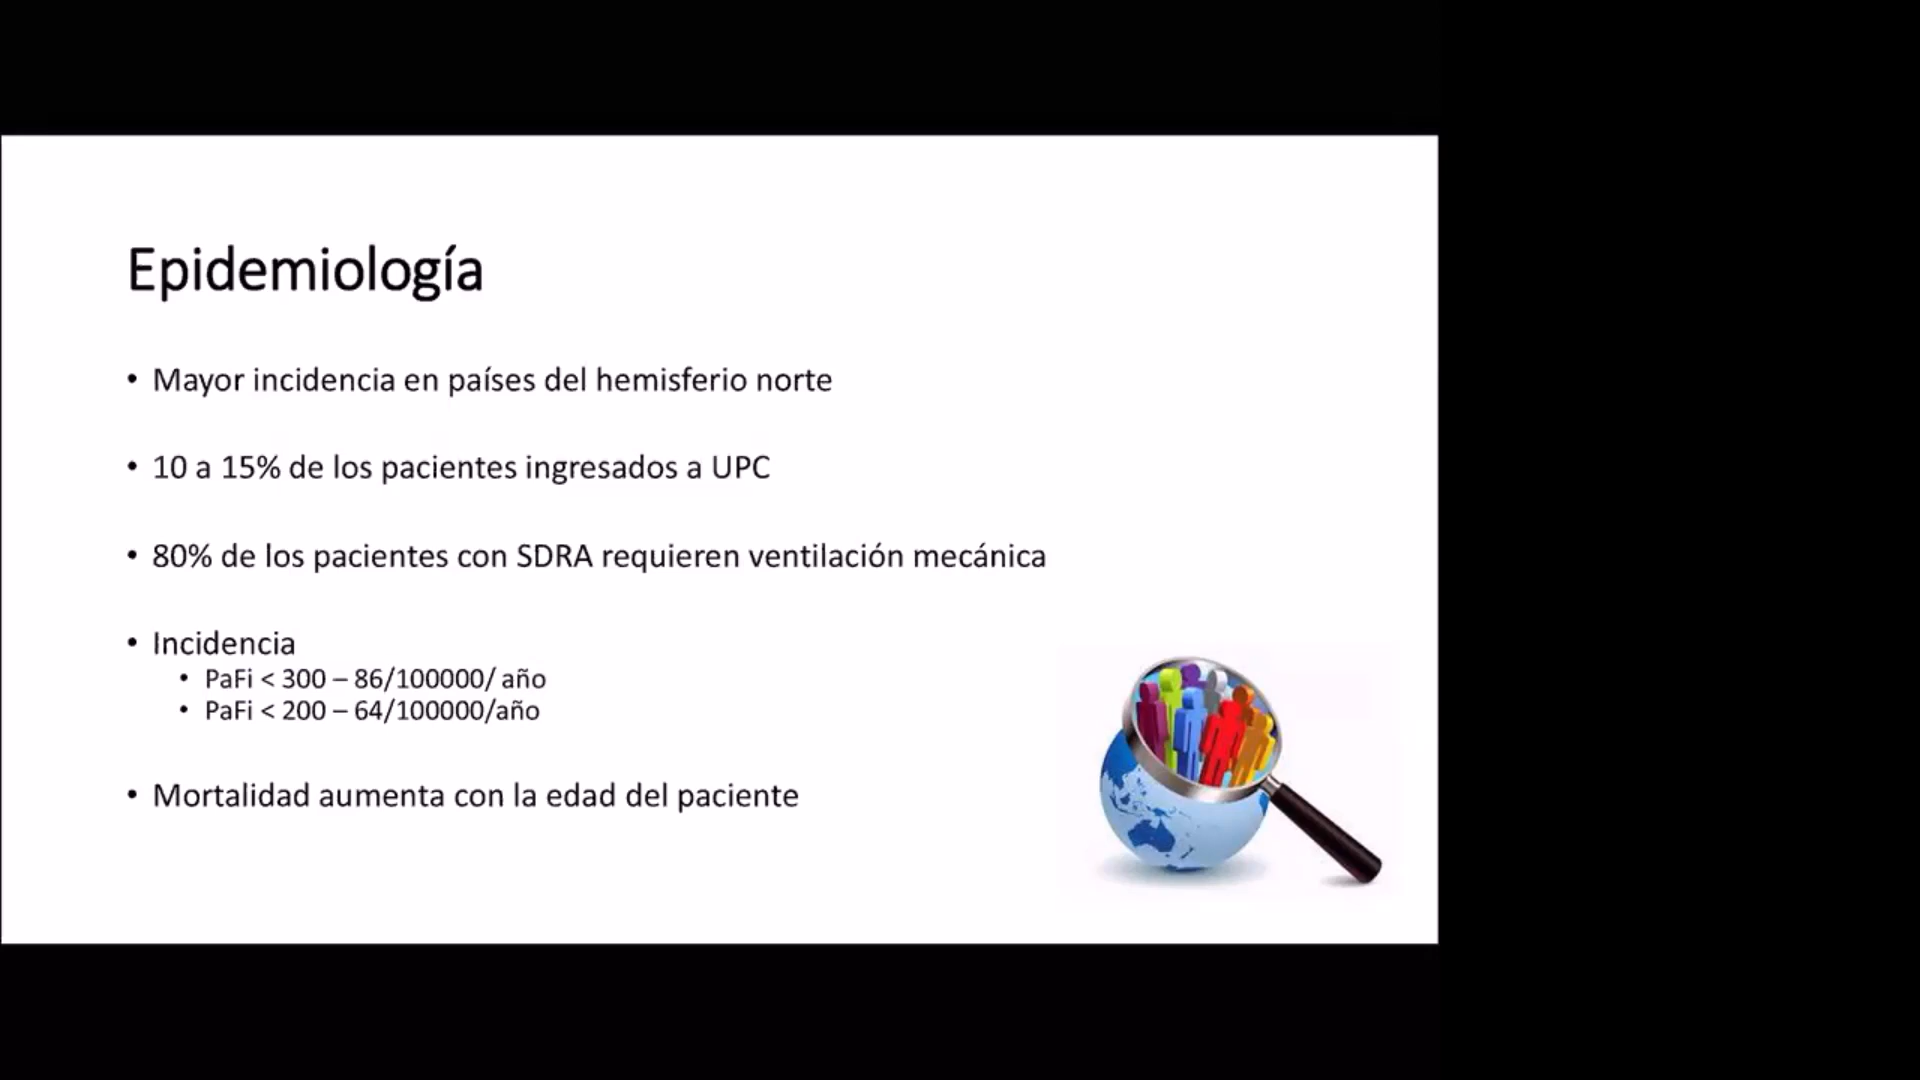 Epidemiología
• Mayor incidencia en países del hemisferio norte
• 10 a 15% de los pacientes ingresados a UPC
• 80% de los pacientes con SDRA requieren ventilación mecánica
• Incidencia
• PaFi < 300 – 86/100000/ año
• PaFi < 200 – 64/100000/año
• Mortalidad aumenta con la edad del paciente